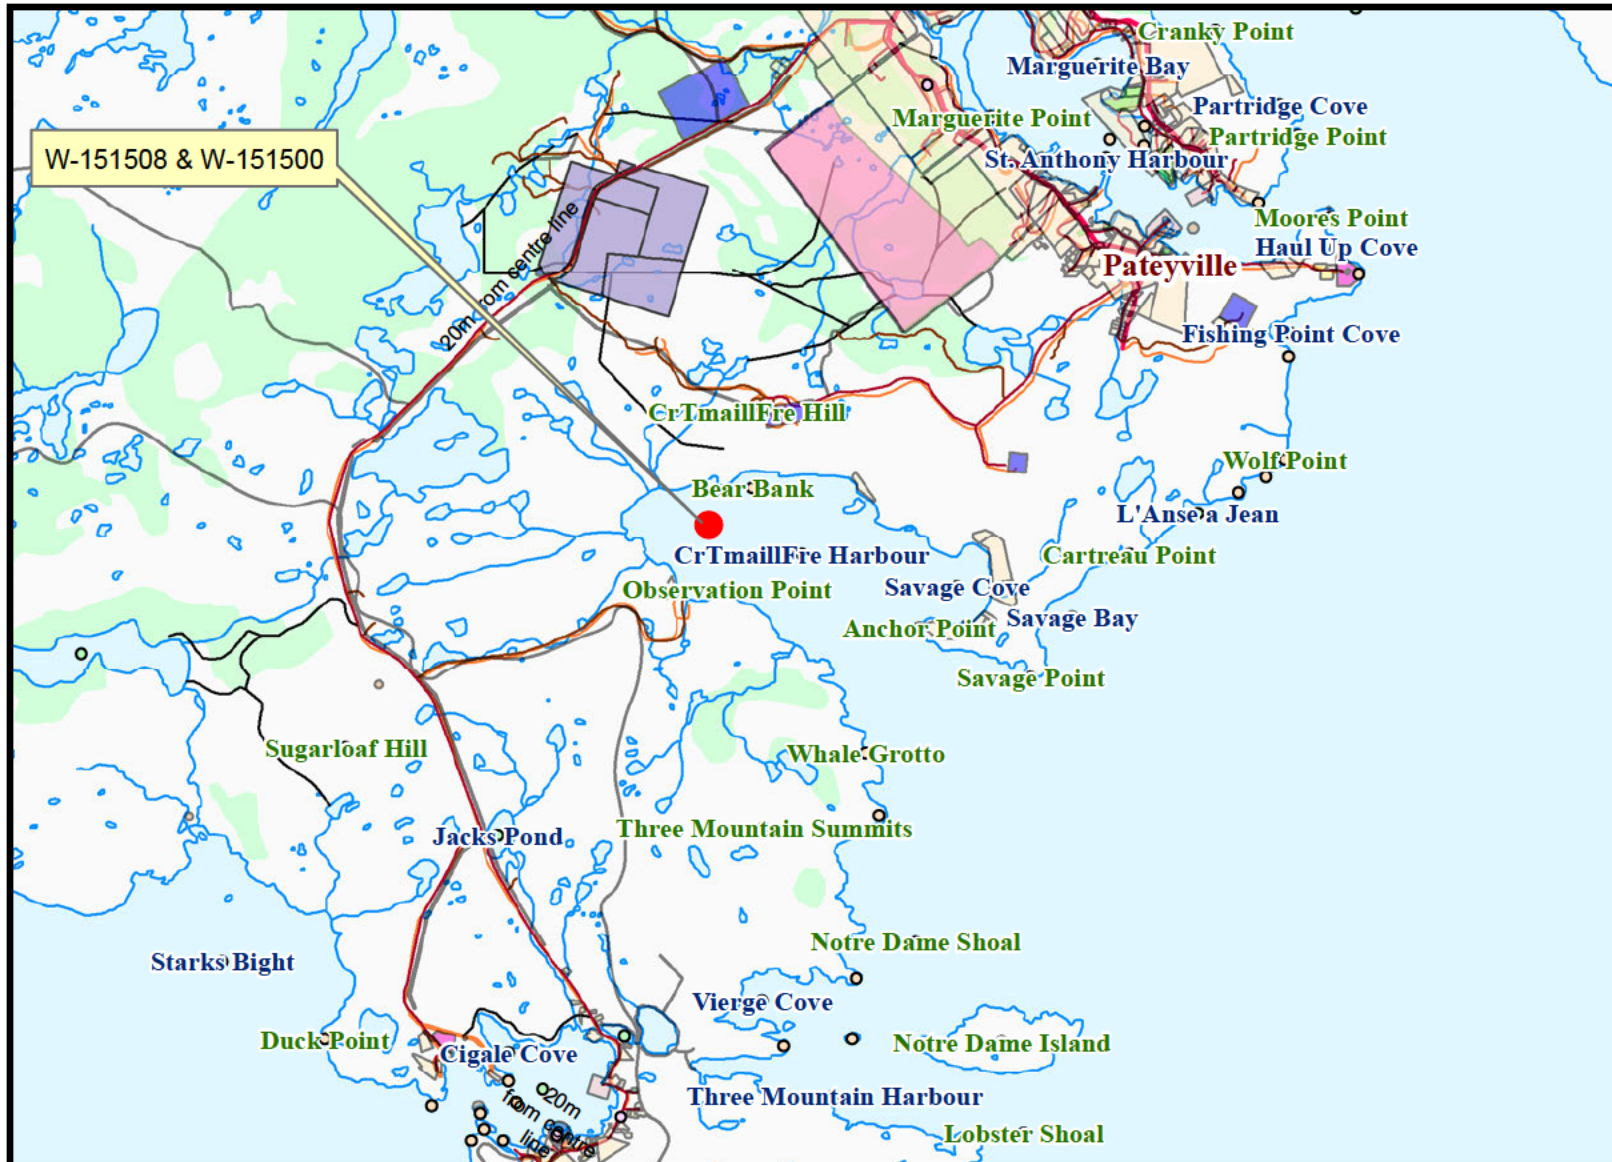 Cranky Point
Marguerite Bay
Partridge Cove
Marguerite Point
Partridge Point
W-151508 & W-151500
St. Anthony Harbour
Moores Point
Haul Up Cove
Pateyville
20m from centre line
Fishing Point Cove
CrTmaillFre Hill
Wolf Point
Bear Bank
L'Anse a Jean
CrTmaillFre Harbour
Cartreau Point
Savage Cove
Observation Point
Savage Bay
Anchor Point
Savage Point
Sugarloaf Hill
Whale Grotto
Three Mountain Summits
Jacks Pond
Notre Dame Shoal
Starks Bight
Vierge Cove
Duck Point
Notre Dame Island
Cigale Cove
Three Mountain Harbour
20m
from centre
line
Lobster Shoal